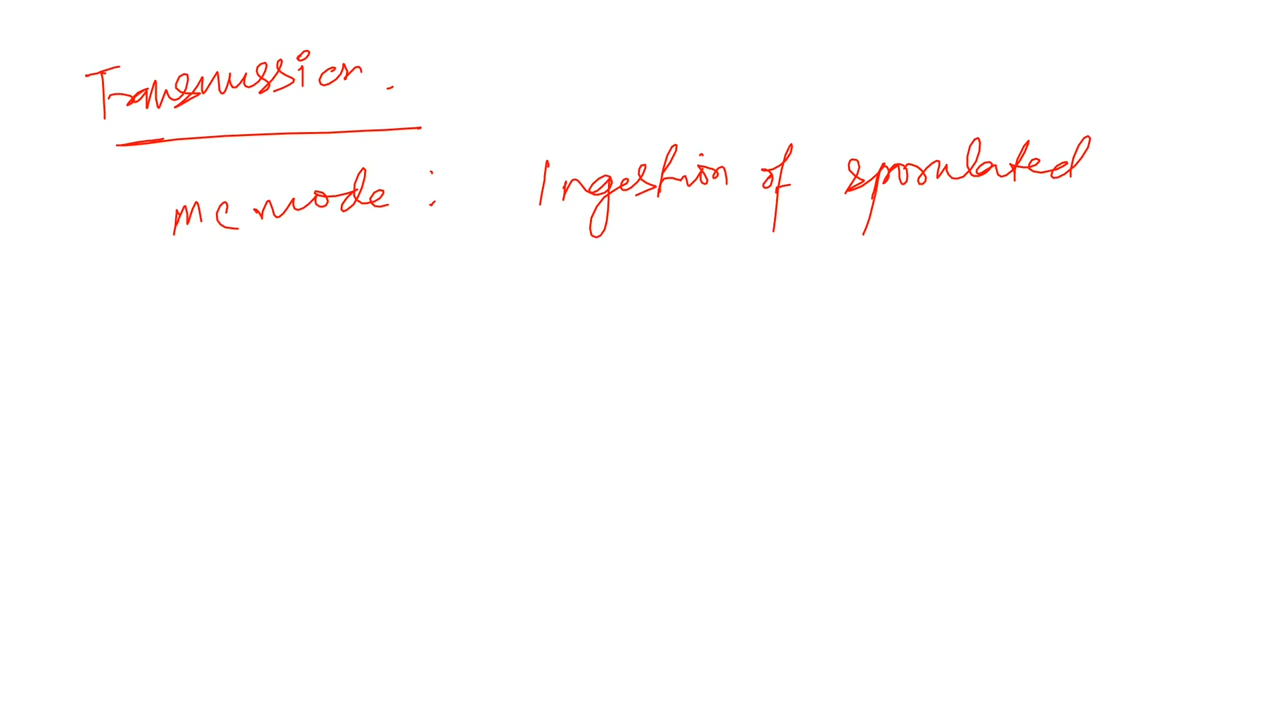 Transmission.
mc mode : Ingestion of sporulated